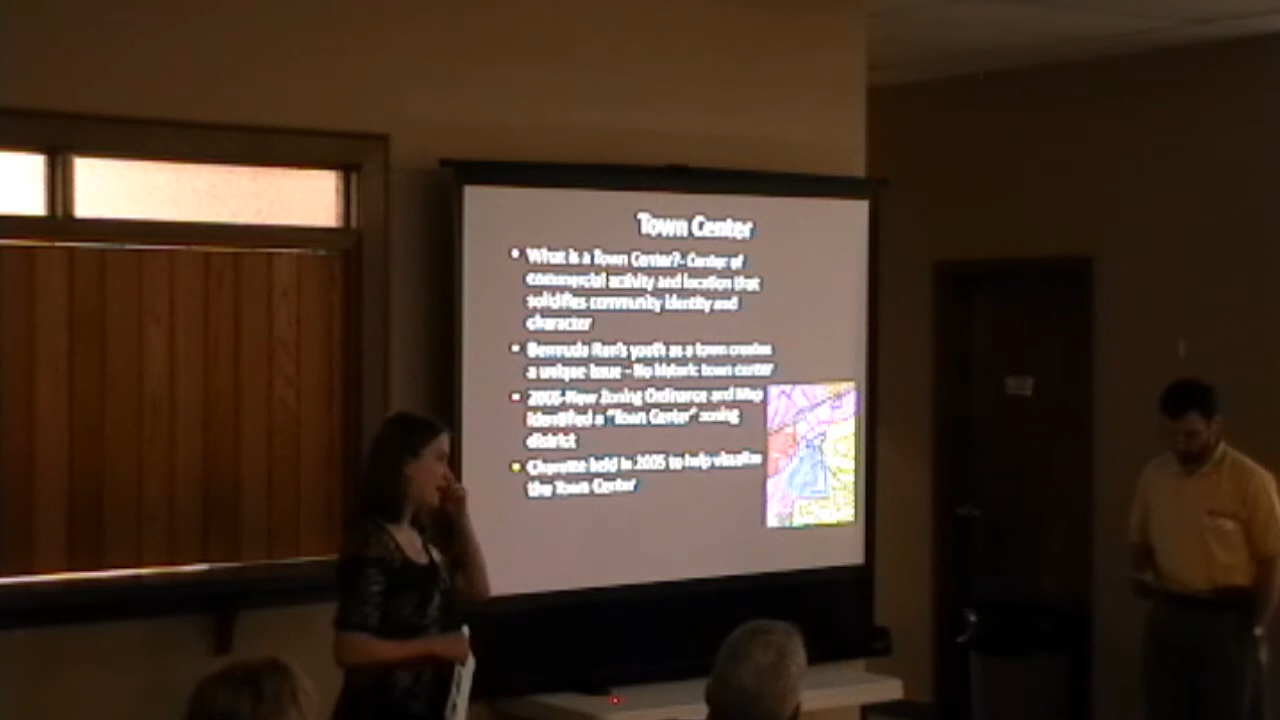 Town Center
• What is a Town Center?- Center of
commercial activity and location that
solidifies community identity and
character
• Bermuda Run's youth as a town creates
a unique issue - No historic town center
• 2006-New Zoning Ordinance and Map
identified a "Town Center" zoning
district
• Charrette held in 2005 to help visualize
the Town Center